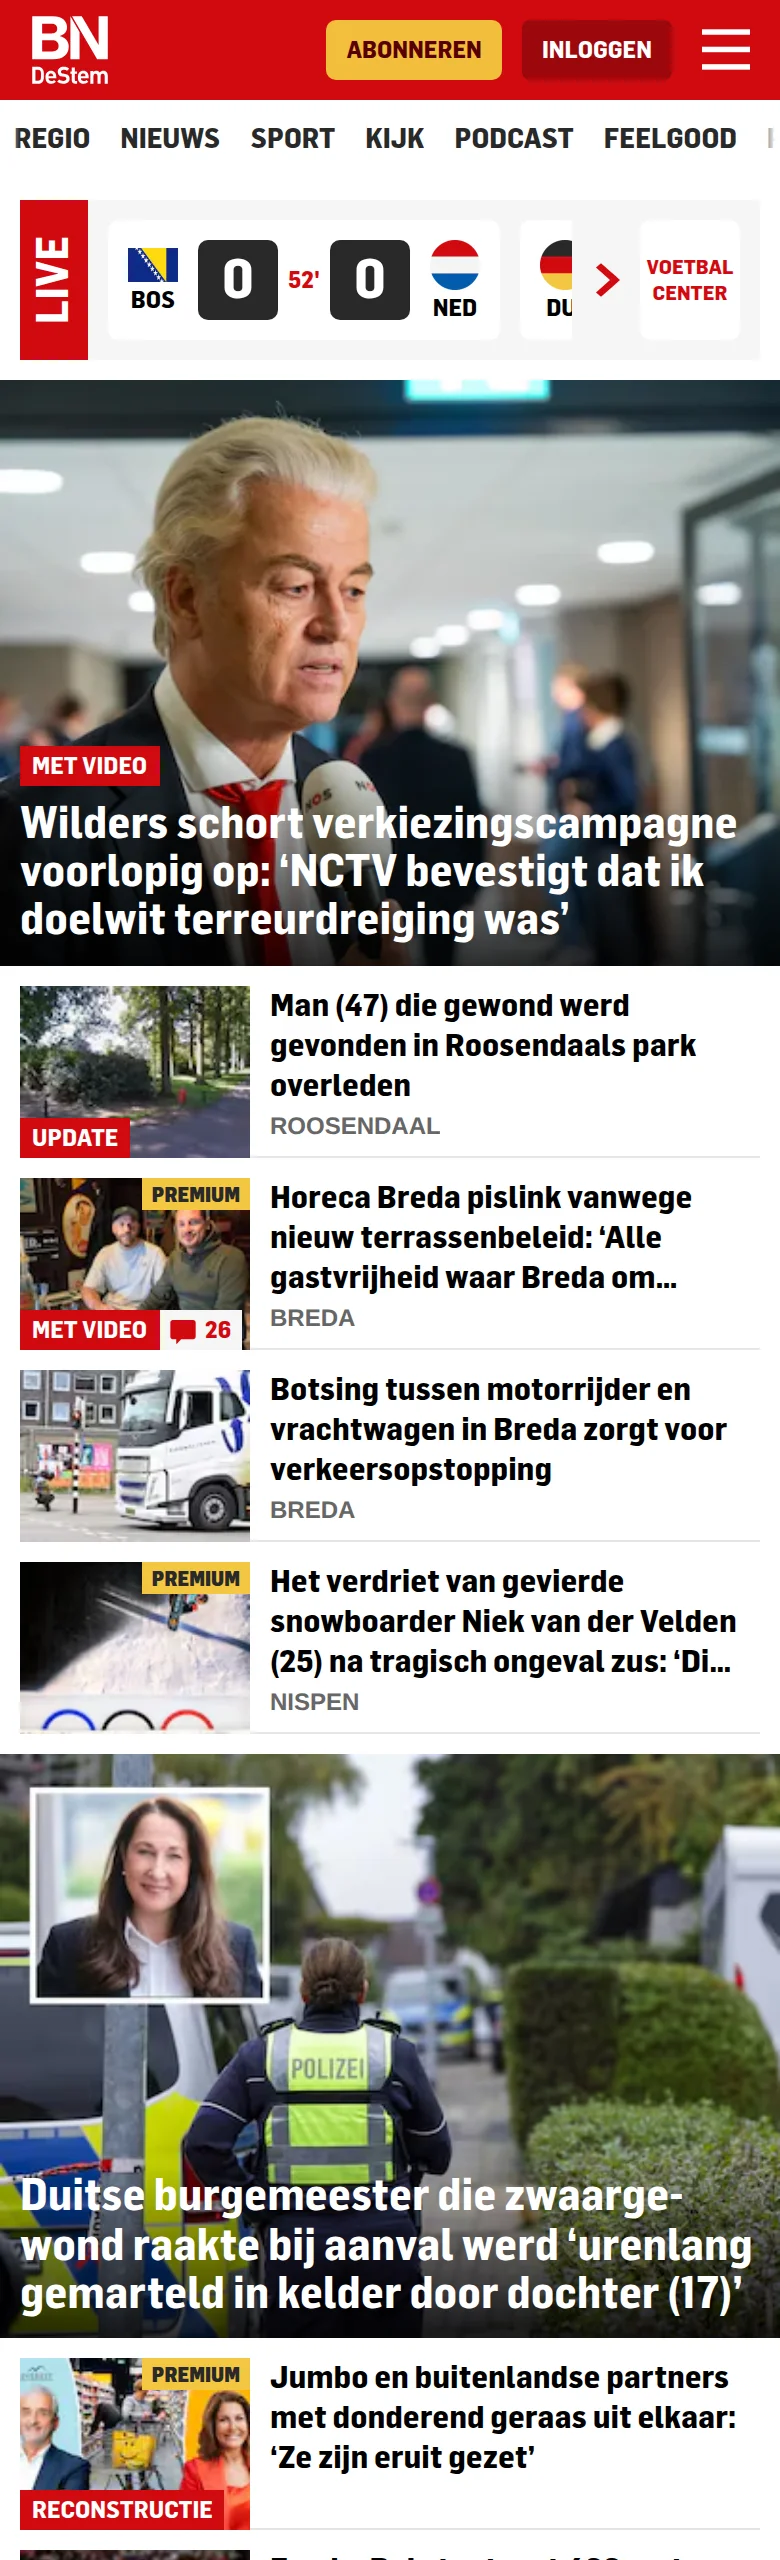 BN
DeStem
ABONNEREN
INLOGGEN
REGIO NIEUWS SPORT KIJK PODCAST FEELGOOD
LIVE
BOS
0
52'
0
NED
DU
VOETBAL
CENTER
NOS
MET VIDEO
Wilders schort verkiezingscampagne
voorlopig op: ‘NCTV bevestigt dat ik
doelwit terreurdreiging was’
Man (47) die gewond werd
gevonden in Roosendaals park
overleden
ROOSENDAAL
UPDATE
PREMIUM
Horeca Breda pislink vanwege
nieuw terrassenbeleid: ‘Alle
gastvrijheid waar Breda om...
BREDA
MET VIDEO
26
Botsing tussen motorrijder en
vrachtwagen in Breda zorgt voor
verkeersopstopping
BREDA
PREMIUM
Het verdriet van gevierde
snowboarder Niek van der Velden
(25) na tragisch ongeval zus: ‘Di...
NISPEN
POLIZEI
Duitse burgemeester die zwaarge-
wond raakte bij aanval werd ‘urenlang
gemarteld in kelder door dochter (17)’
PREMIUM
Jumbo en buitenlandse partners
met donderend geraas uit elkaar:
‘Ze zijn eruit gezet’
RECONSTRUCTIE